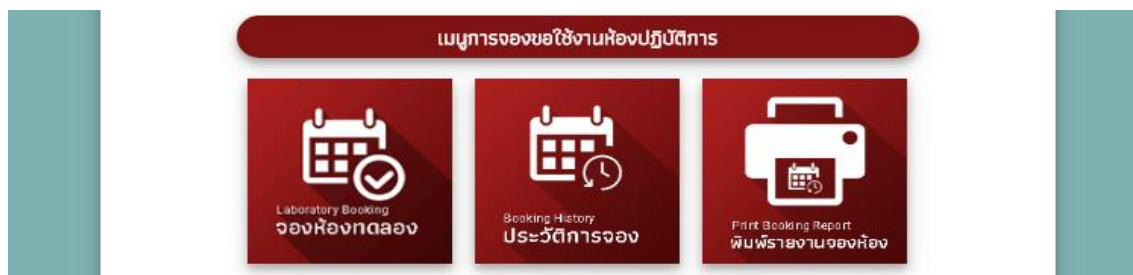 เมนูการจองขอใช้งานห้องปฏิบัติการ
Laboratory Booking
จองห้องทดลอง
Booking History
ประวัติการจอง
Print Booking Report
พิมพ์รายงานจองห้อง